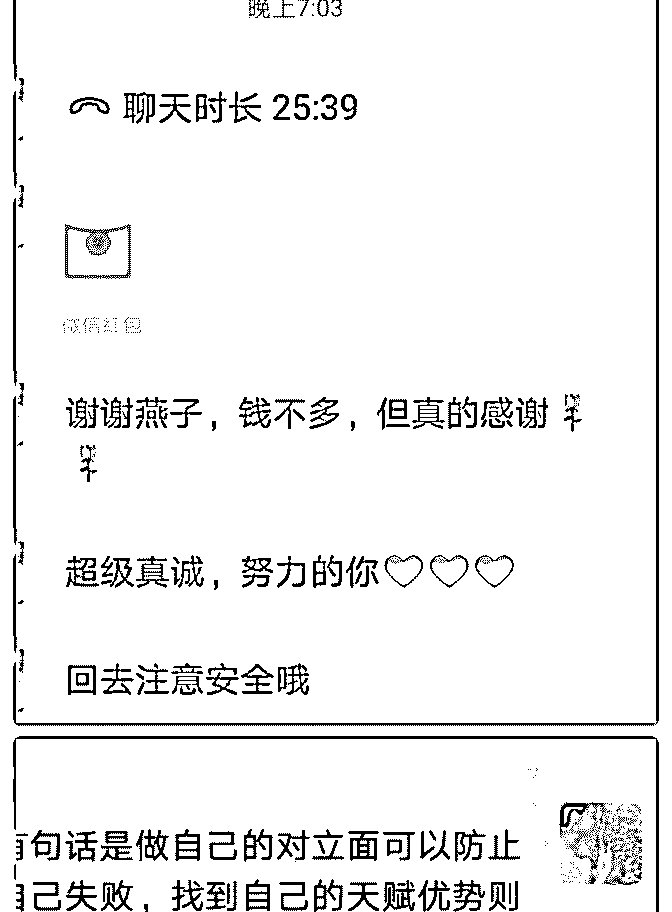 晚上7:03
聊天时长 25:39
微信红包
谢谢燕子，钱不多，但真的感谢
超级真诚，努力的你♡♡♡
回去注意安全哦
句话是做自己的对立面可以防止
己失败，找到自己的天赋优势则